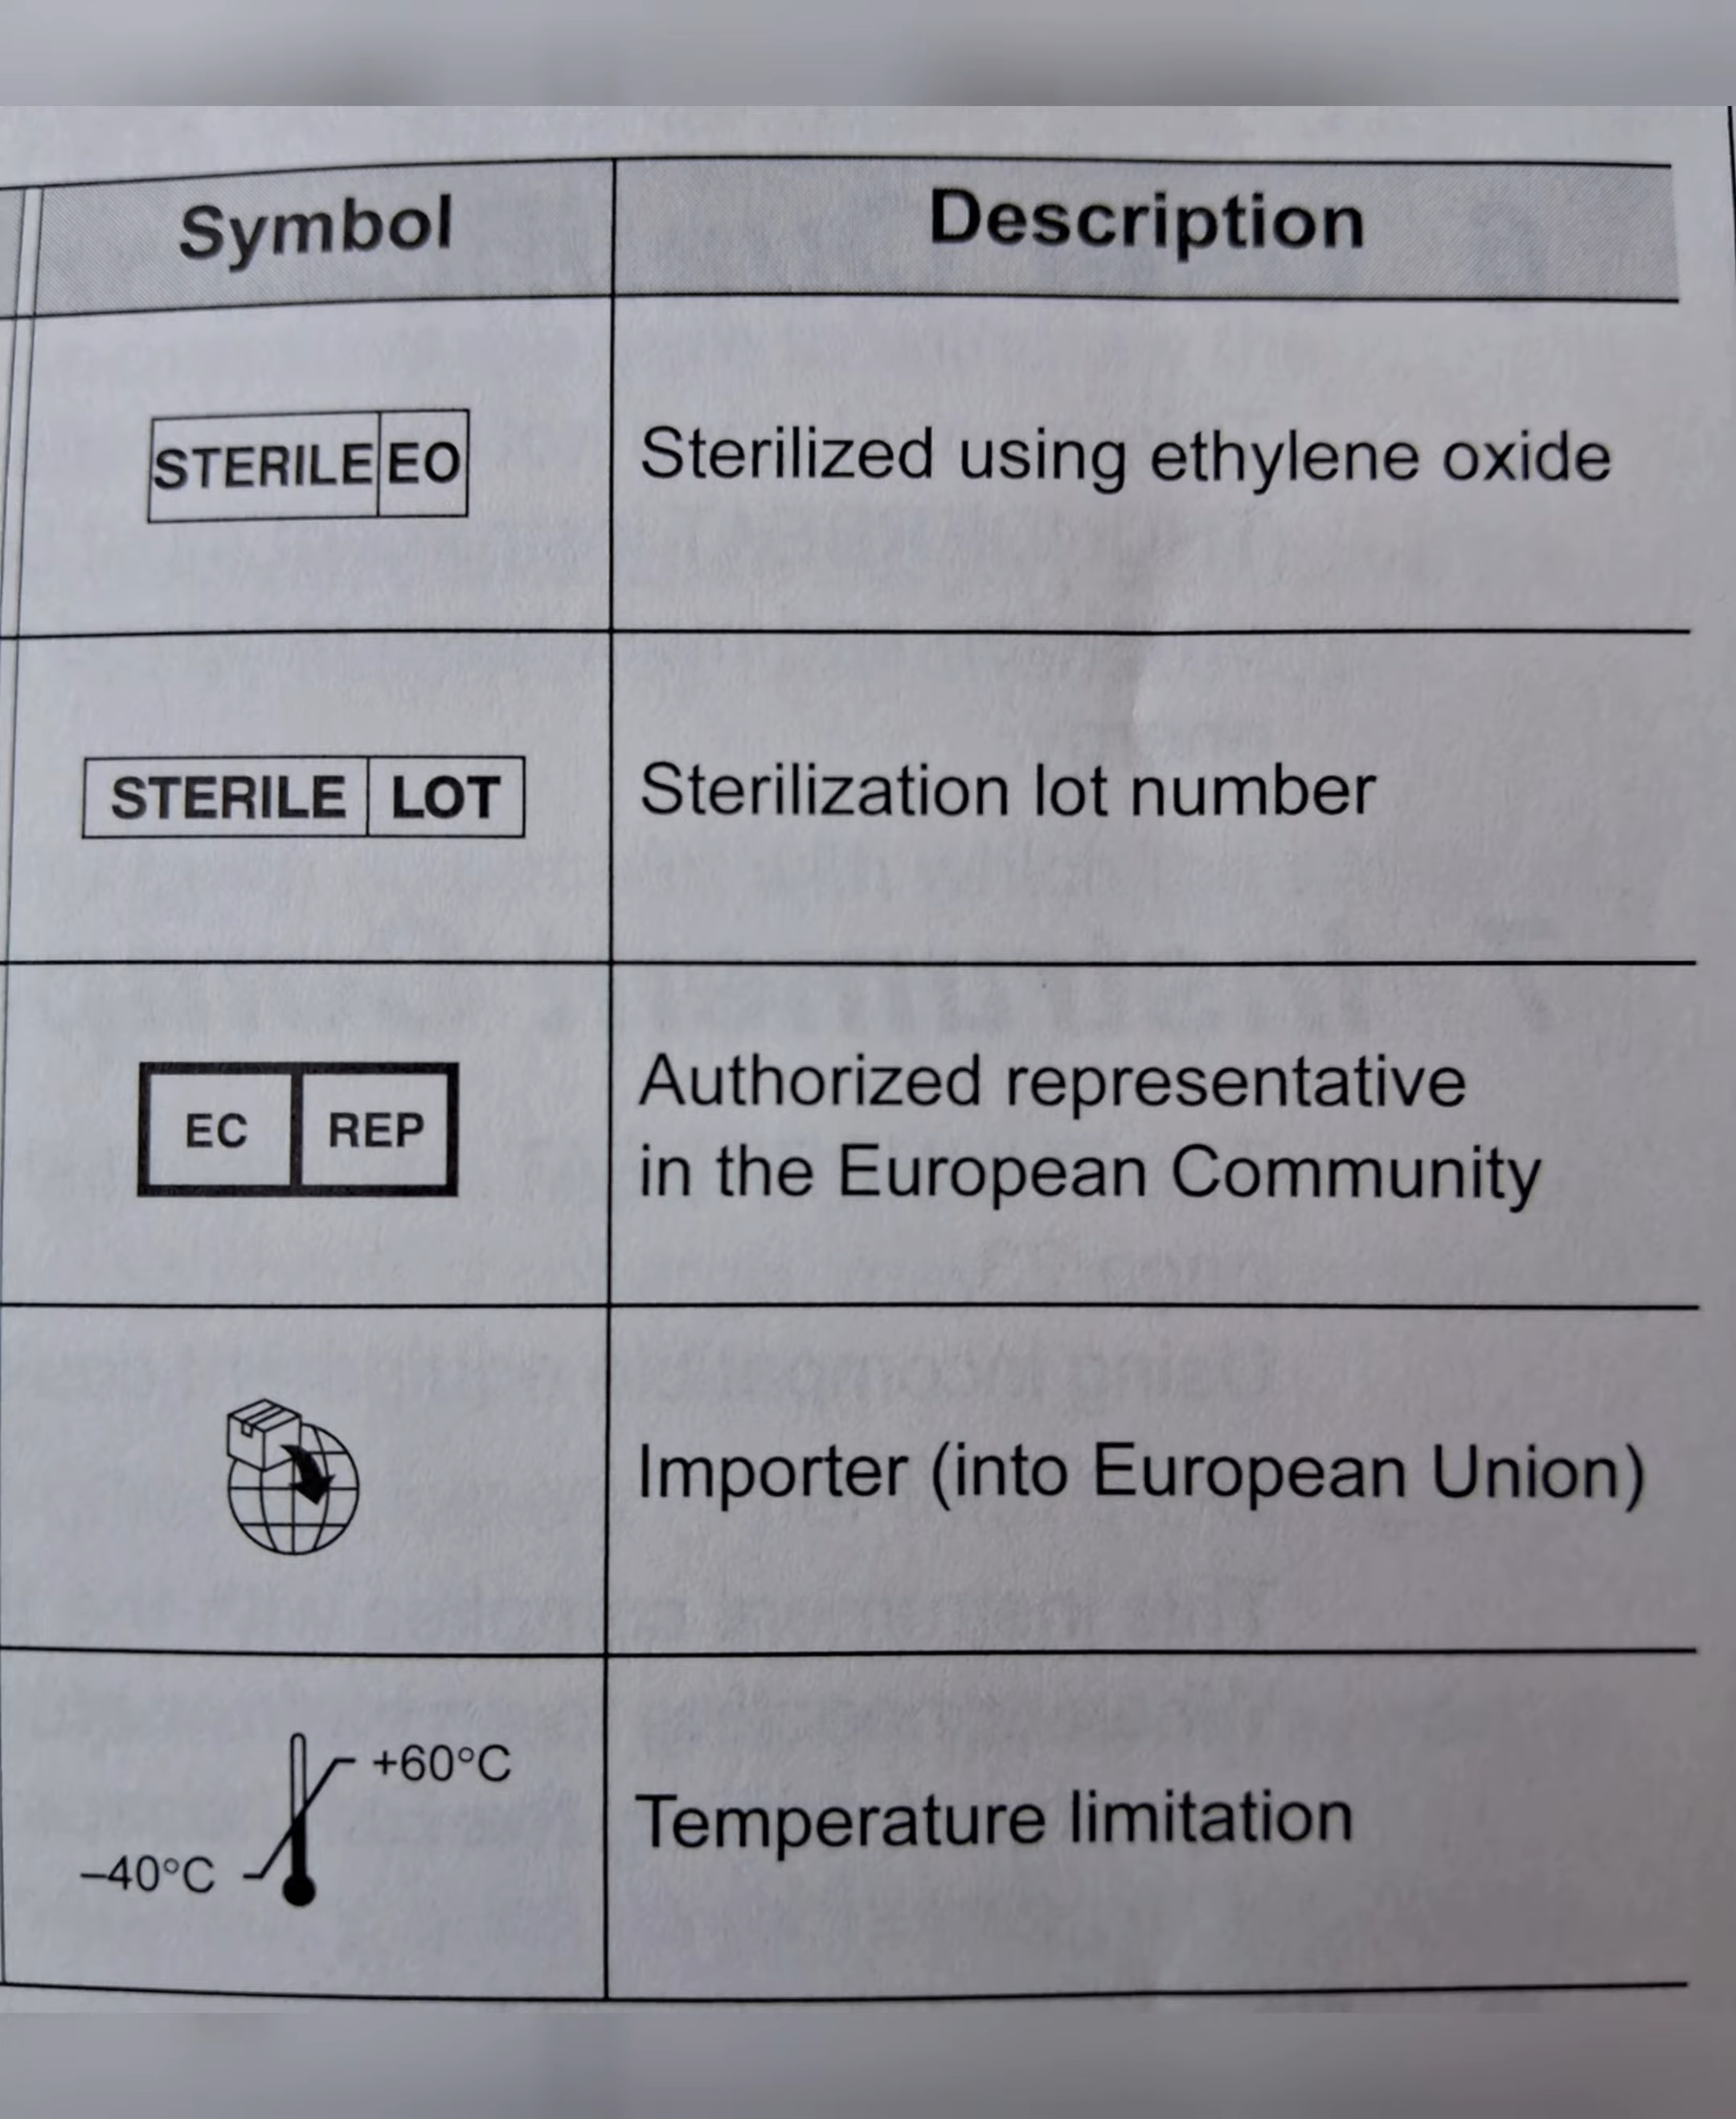 Symbol Description
STERILE EO Sterilized using ethylene oxide
STERILE LOT Sterilization lot number
EC REP Authorized representative
in the European Community
Importer (into European Union)
+60°C
–40°C
Temperature limitation